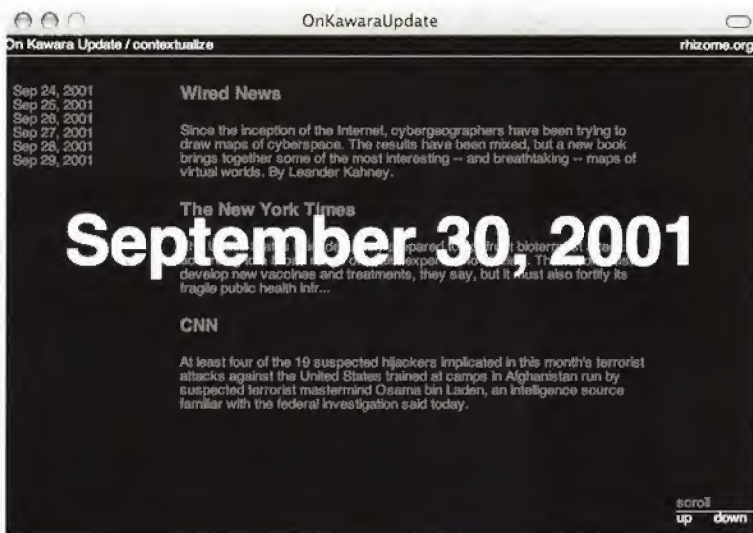 OnKawaraUpdate
On Kawara Update / contextualize
rhizome.org
Sep 24, 2001
Sep 25, 2001
Sep 26, 2001
Sep 27, 2001
Sep 28, 2001
Sep 29, 2001
Wired News
Since the inception of the Internet, cybergeographers have been trying to
draw maps of cyberspace. The results have been mixed, but a new book
brings together some of the most interesting -- and breathtaking -- maps of
virtual worlds. By Leander Kahney.
The New York Times
September 30, 2001
develop new vaccines and treatments, they say, but it must also fortify its
fragile public health infr...
CNN
At least four of the 19 suspected hijackers implicated in this month's terrorist
attacks against the United States trained at camps in Afghanistan run by
suspected terrorist mastermind Osama bin Laden, an intelligence source
familiar with the federal investigation said today.
scroll
up down